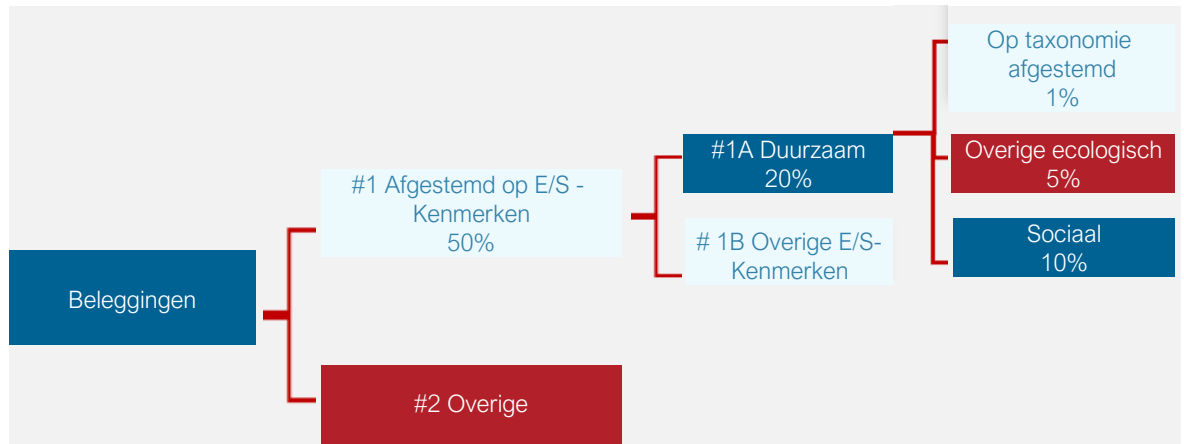 Op taxonomie
afgestemd
1%
#1A Duurzaam
20%
Overige ecologisch
5%
#1 Afgestemd op E/S -
Kenmerken
50%
# 1B Overige E/S-
Kenmerken
Sociaal
10%
Beleggingen
#2 Overige